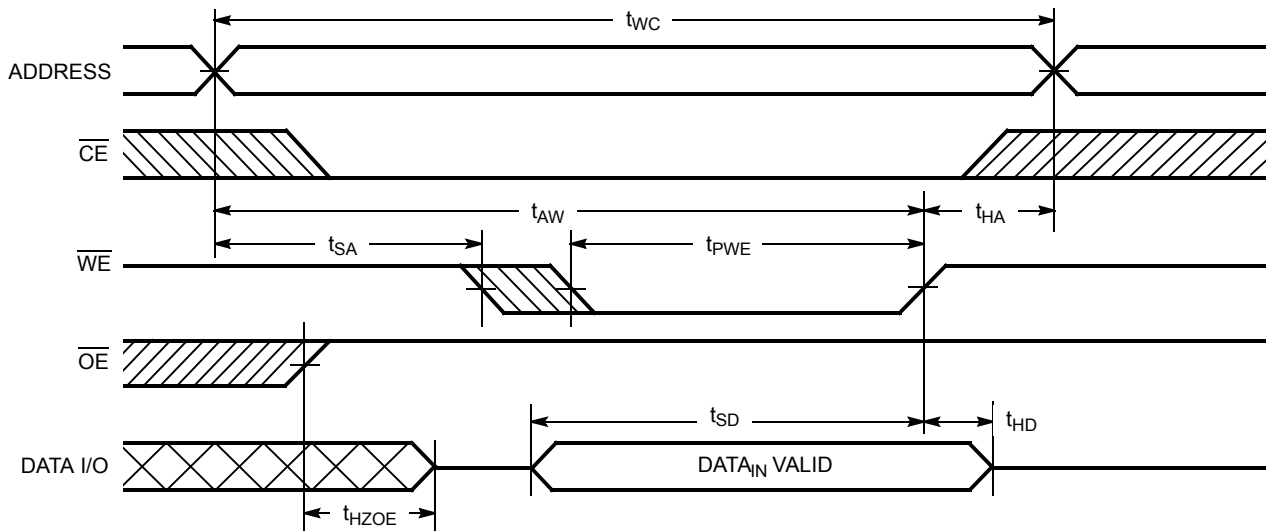 tWC
ADDRESS
CE
tAW
tHA
tSA
tPWE
WE
OE
tSD
tHD
DATA I/O
DATAIN VALID
tHZOE